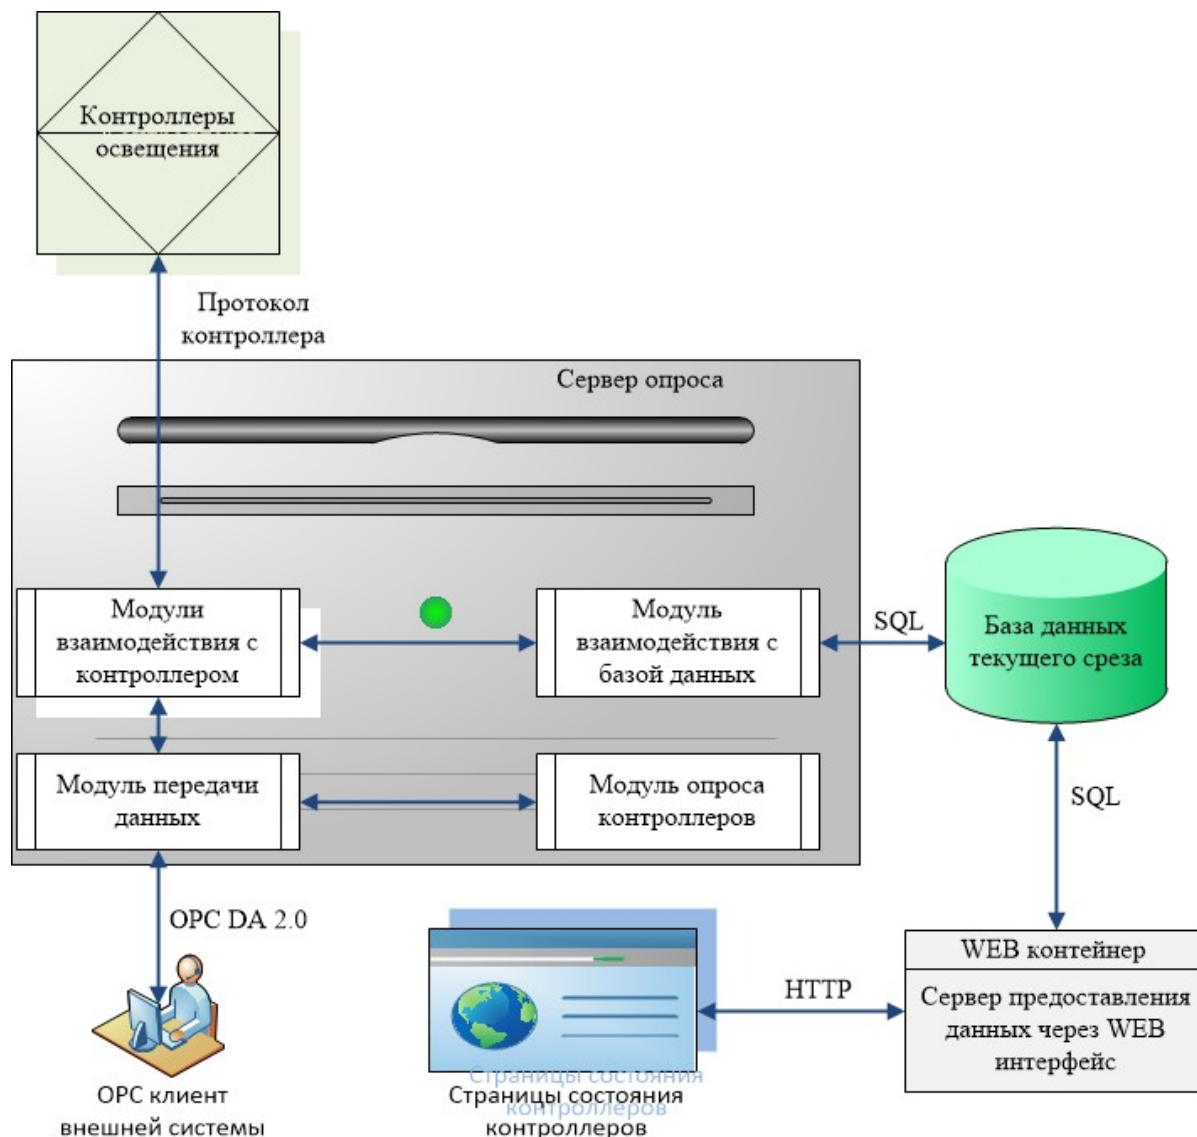 Контроллеры
освещения
Протокол
контроллера
Сервер опроса
Модули
взаимодействия с
контроллером
Модуль
взаимодействия с
базой данных
SQL
База данных
текущего среза
Модуль передачи
данных
Модуль опроса
контроллеров
SQL
OPC DA 2.0
WEB контейнер
HTTP
Сервер предоставления
данных через WEB
интерфейс
OPC клиент
внешней системы
Страницы состояния
контроллеров
Страницы состояния
контроллеров